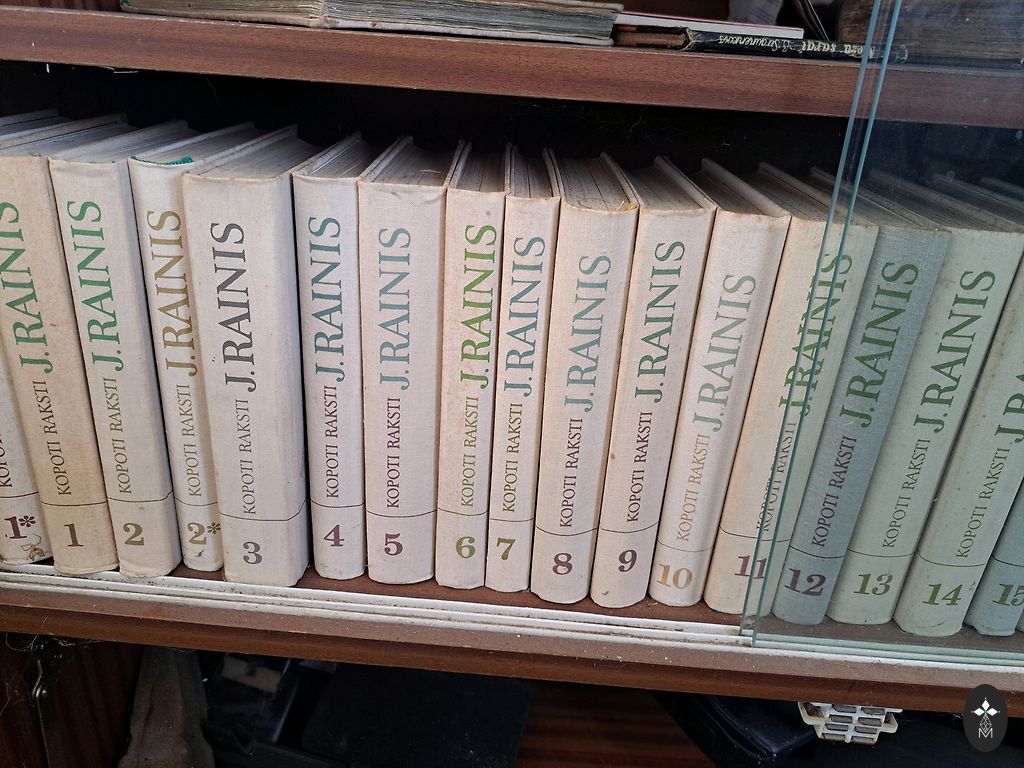 J. RAINIS
KOPOTI RAKSTI
1*
J. RAINIS
KOPOTI RAKSTI
1
J. RAINIS
KOPOTI RAKSTI
2
J. RAINIS
KOPOTI RAKSTI
2*
J. RAINIS
KOPOTI RAKSTI
3
J. RAINIS
KOPOTI RAKSTI
4
J. RAINIS
KOPOTI RAKSTI
5
J. RAINIS
KOPOTI RAKSTI
6
J. RAINIS
KOPOTI RAKSTI
7
J. RAINIS
KOPOTI RAKSTI
8
J. RAINIS
KOPOTI RAKSTI
9
J. RAINIS
KOPOTI RAKSTI
10
J. RAINIS
KOPOTI RAKSTI
11
J. RAINIS
KOPOTI RAKSTI
12
J. RAINIS
KOPOTI RAKSTI
13
J. RAINIS
KOPOTI RAKSTI
14
15